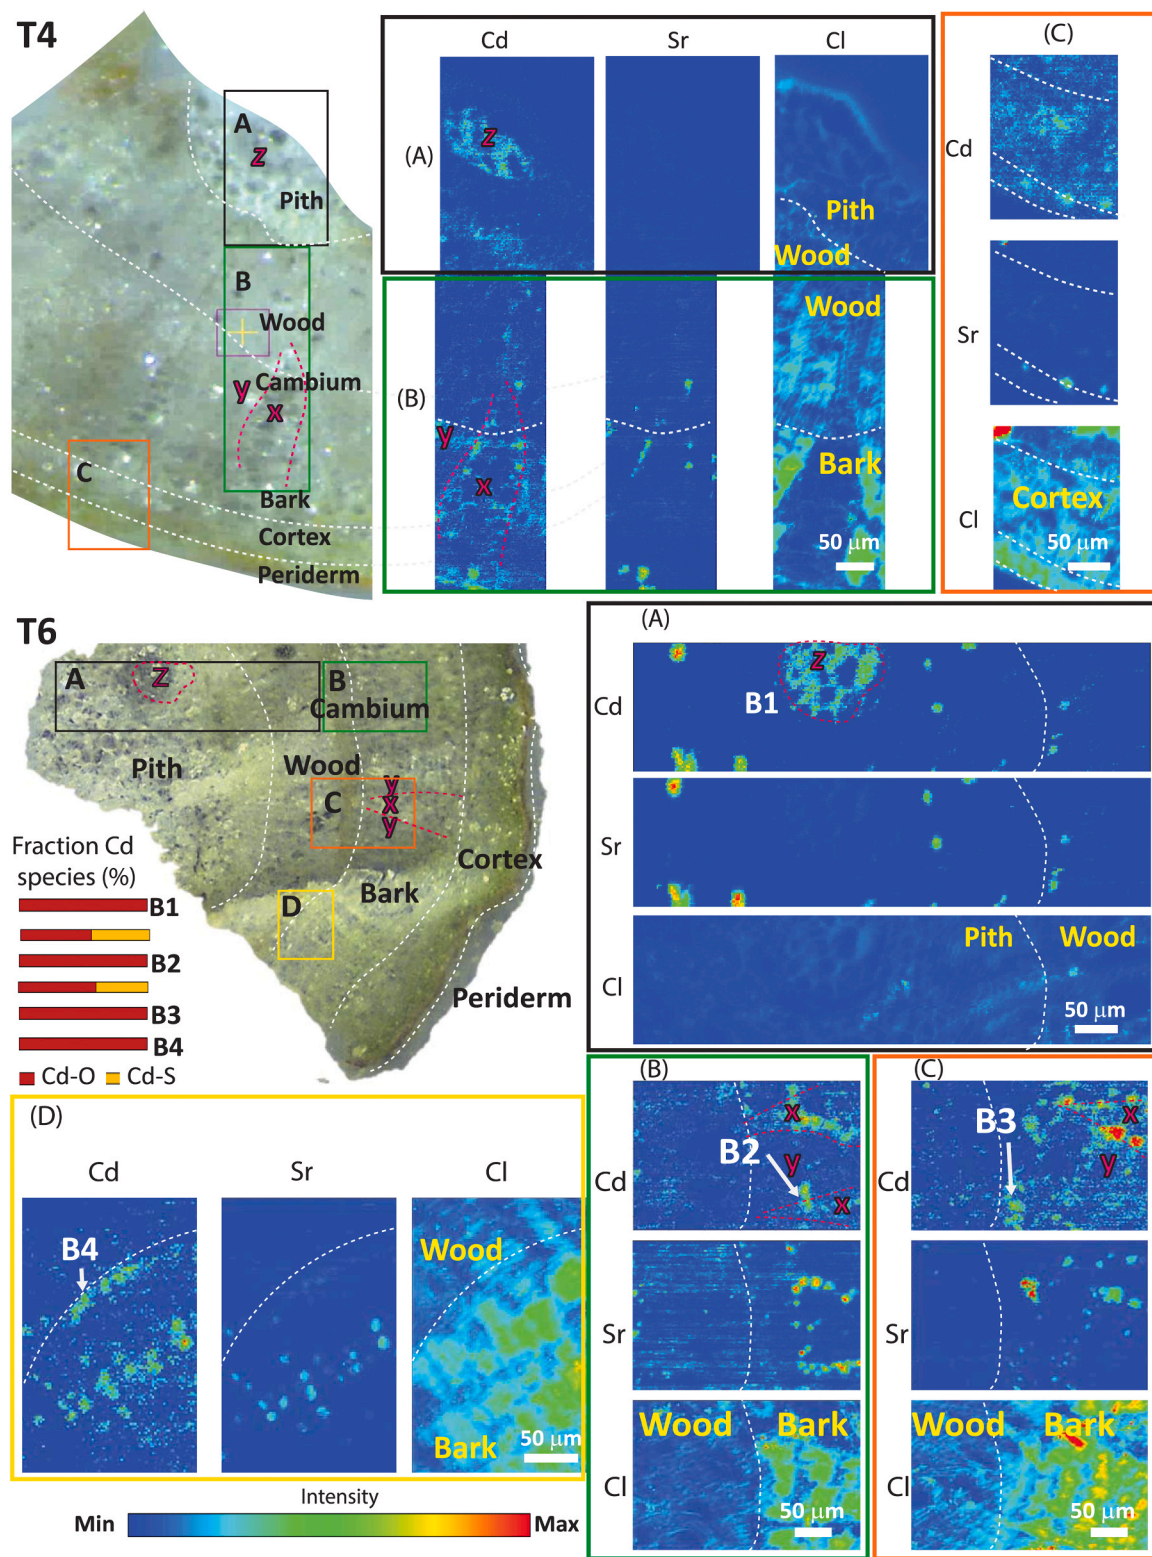 T4
A
z
Pith
B
Wood
Cambium
y
x
C
Bark
Cortex
Periderm
Cd Sr Cl
(A)
z
Pith
Wood
(B)
y
x
Wood
Bark
50 μm
(C)
Cd
Sr
Cl
Cortex
50 μm
T6
A
z
B
Cambium
Pith
Wood
C
y
x
y
Cortex
Bark
D
Periderm
Fraction Cd
species (%)
B1
B2
B3
B4
Cd-O Cd-S
(A)
Cd
z
B1
Sr
Cl
Pith Wood
50 μm
(B)
Cd
x
B2
y
x
Sr
Cl
Wood Bark
50 μm
(C)
Cd
B3
x
y
Sr
Cl
Wood Bark
50 μm
(D)
Cd Sr Cl
B4
Wood
Bark
50 μm
Intensity
Min Max